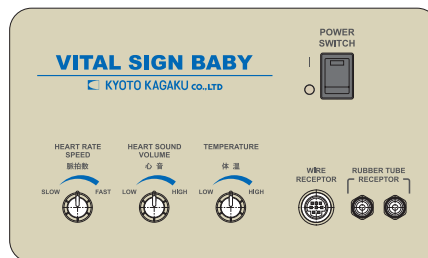 POWER
SWITCH
VITAL SIGN BABY
KYOTO KAGAKU CO.,LTD
HEART RATE
SPEED
脈拍数
SLOW
FAST
HEART SOUND
VOLUME
心 音
LOW
HIGH
TEMPERATURE
体 温
LOW
HIGH
WIRE
RECEPTOR
RUBBER TUBE
RECEPTOR